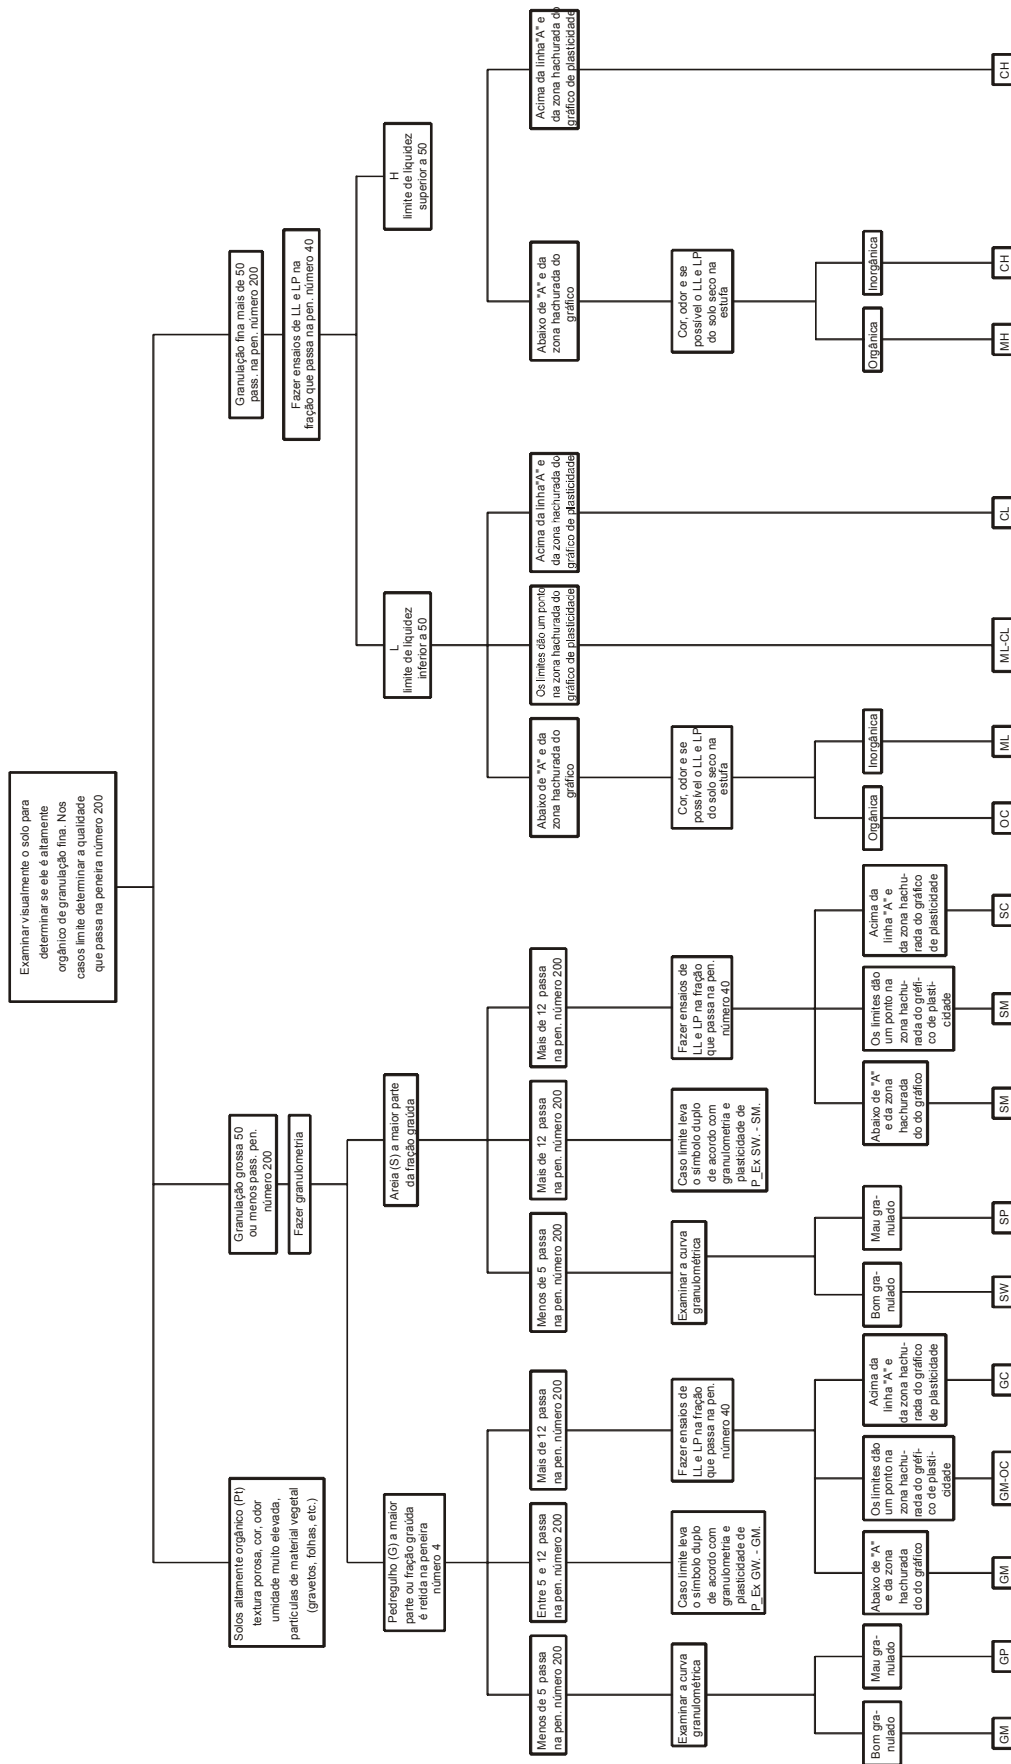 Examinar visualmente o solo para
determinar se ele é altamente
orgânico de granulação fina. Nos
casos limite determinar a qualidade
que passa na peneira número 200
Solos altamente orgânico (Pt)
textura porosa, cor, odor
umidade muito elevada,
partículas de material vegetal
(gravetos, folhas, etc.)
Granulação grossa 50
ou menos pass. pen.
número 200
Fazer granulometria
Granulação fina mais de 50
pass. na pen. número 200
Fazer ensaios de LL e LP na
fração que passa na pen. número 40
Pedregulho (G) a maior
parte ou fração graúda
é retida na peneira
número 4
Areia (S) a maior parte
da fração graúda
L
limite de liquidez
inferior a 50
H
limite de liquidez
superior a 50
Menos de 5 passa
na pen. número 200
Entre 5 e 12 passa
na pen. número 200
Mais de 12 passa
na pen. número 200
Menos de 5 passa
na pen. número 200
Mais de 12 passa
na pen. número 200
Mais de 12 passa
na pen. número 200
Abaixo de "A" e da
zona hachurada do
gráfico
Os limites dão um ponto
na zona hachurada do
gráfico de plasticidade
Acima da linha"A" e
da zona hachurada do
gráfico de plasticidade
Abaixo de "A" e da
zona hachurada do
gráfico
Acima da linha"A" e
da zona hachurada do
gráfico de plasticidade
Examinar a curva
granulométrica
Caso limite leva
o símbolo duplo
de acordo com
granulometria e
plasticidade de
P_Ex GW. - GM.
Fazer ensaios de
LL e LP na fração
que passa na pen.
número 40
Examinar a curva
granulométrica
Caso limite leva
o símbolo duplo
de acordo com
granulometria e
plasticidade de
P_Ex SW. - SM.
Fazer ensaios de
LL e LP na fração
que passa na pen.
número 40
Cor, odor e se
possível o LL e LP
do solo seco na
estufa
Cor, odor e se
possível o LL e LP
do solo seco na
estufa
Bom gra-
nulado
Mau gra-
nulado
Abaixo de "A"
e da zona
hachurada
do do gráfico
Os limites dão
um ponto na
zona hachu-
rada do gréfi-
co de plasti-
cidade
Acima da
linha "A" e
da zona hachu-
rada do gráfico
de plasticidade
Bom gra-
nulado
Mau gra-
nulado
Abaixo de "A"
e da zona
hachurada
do do gráfico
Os limites dão
um ponto na
zona hachu-
rada do gréfi-
co de plasti-
cidade
Acima da
linha "A" e
da zona hachu-
rada do gráfico
de plasticidade
Orgânica
Inorgânica
Orgânica
Inorgânica
GM
GP
GM
GM-OC
GC
SW
SP
SM
SM
SC
OC
ML
ML-CL
CL
MH
CH
CH